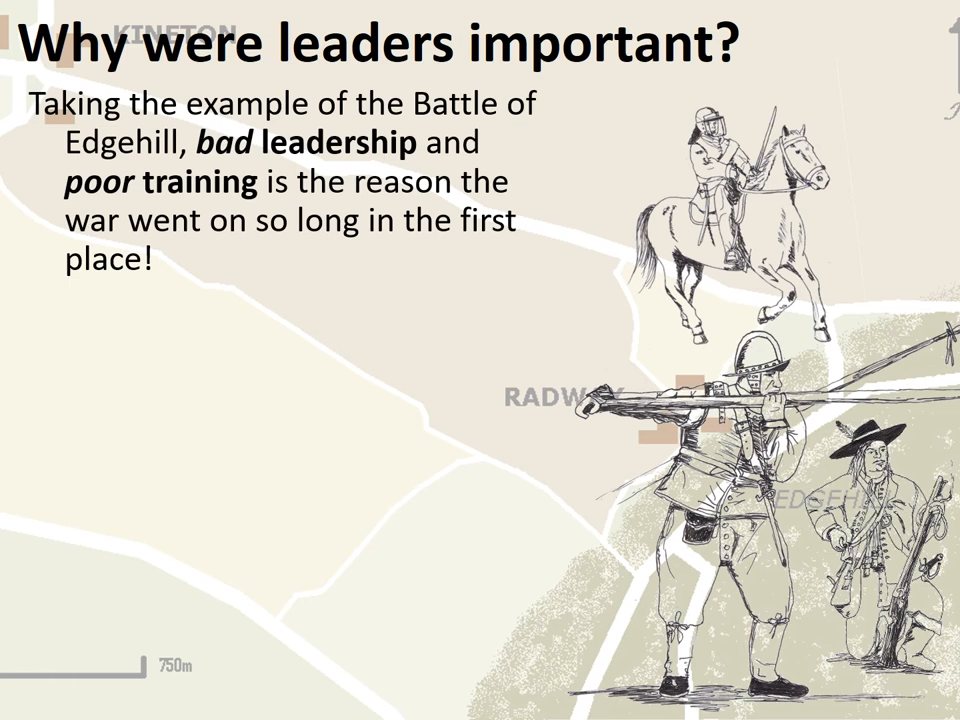 KINETON
Why were leaders important?
Taking the example of the Battle of
Edgehill, bad leadership and
poor training is the reason the
war went on so long in the first
place!
RADWAY
EDGEHILL
750m